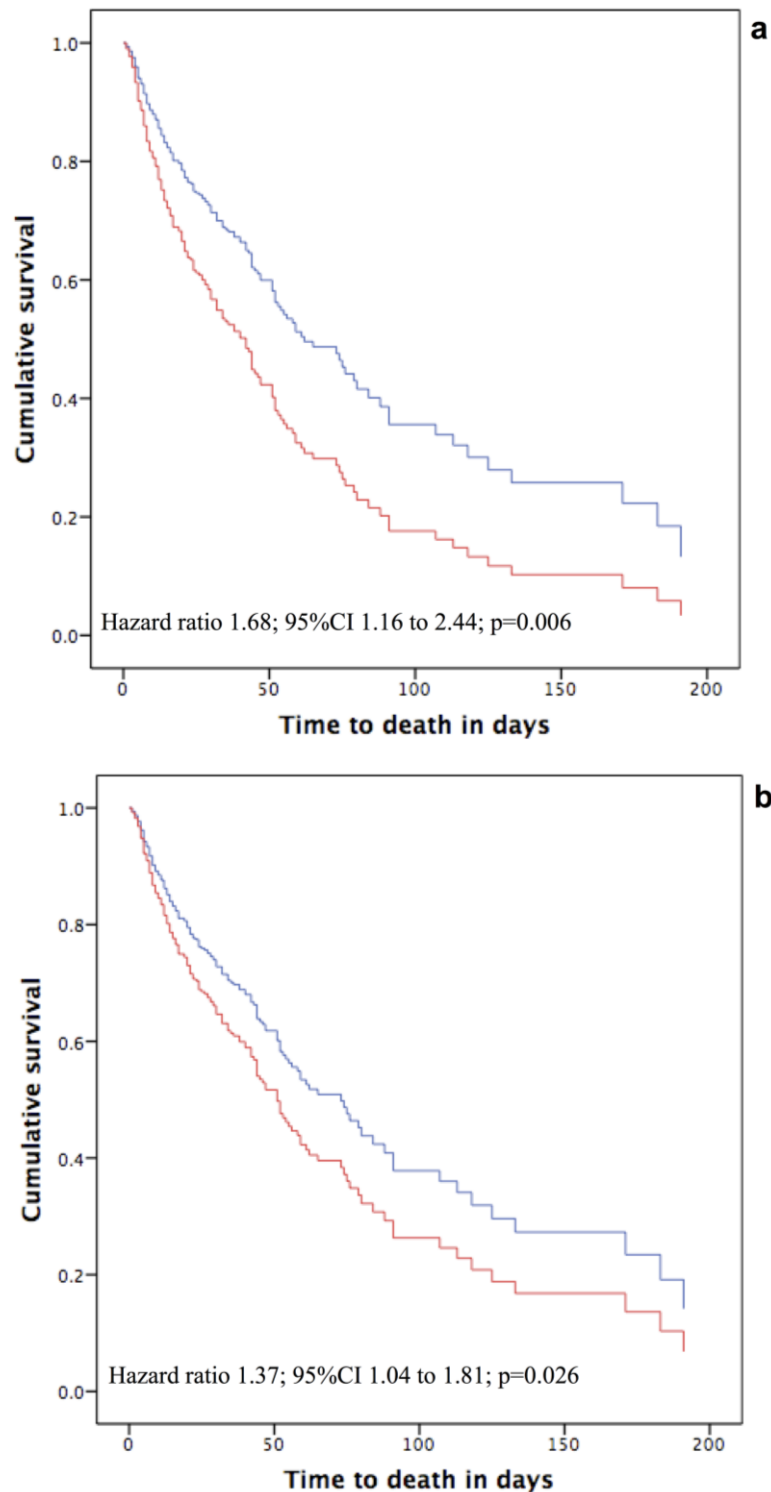 a
1.0
0.8
0.6
0.4
0.2
0.0
Cumulative survival
Hazard ratio 1.68; 95%CI 1.16 to 2.44; p=0.006
0 50 100 150 200
Time to death in days
b
1.0
0.8
0.6
0.4
0.2
0.0
Cumulative survival
Hazard ratio 1.37; 95%CI 1.04 to 1.81; p=0.026
0 50 100 150 200
Time to death in days